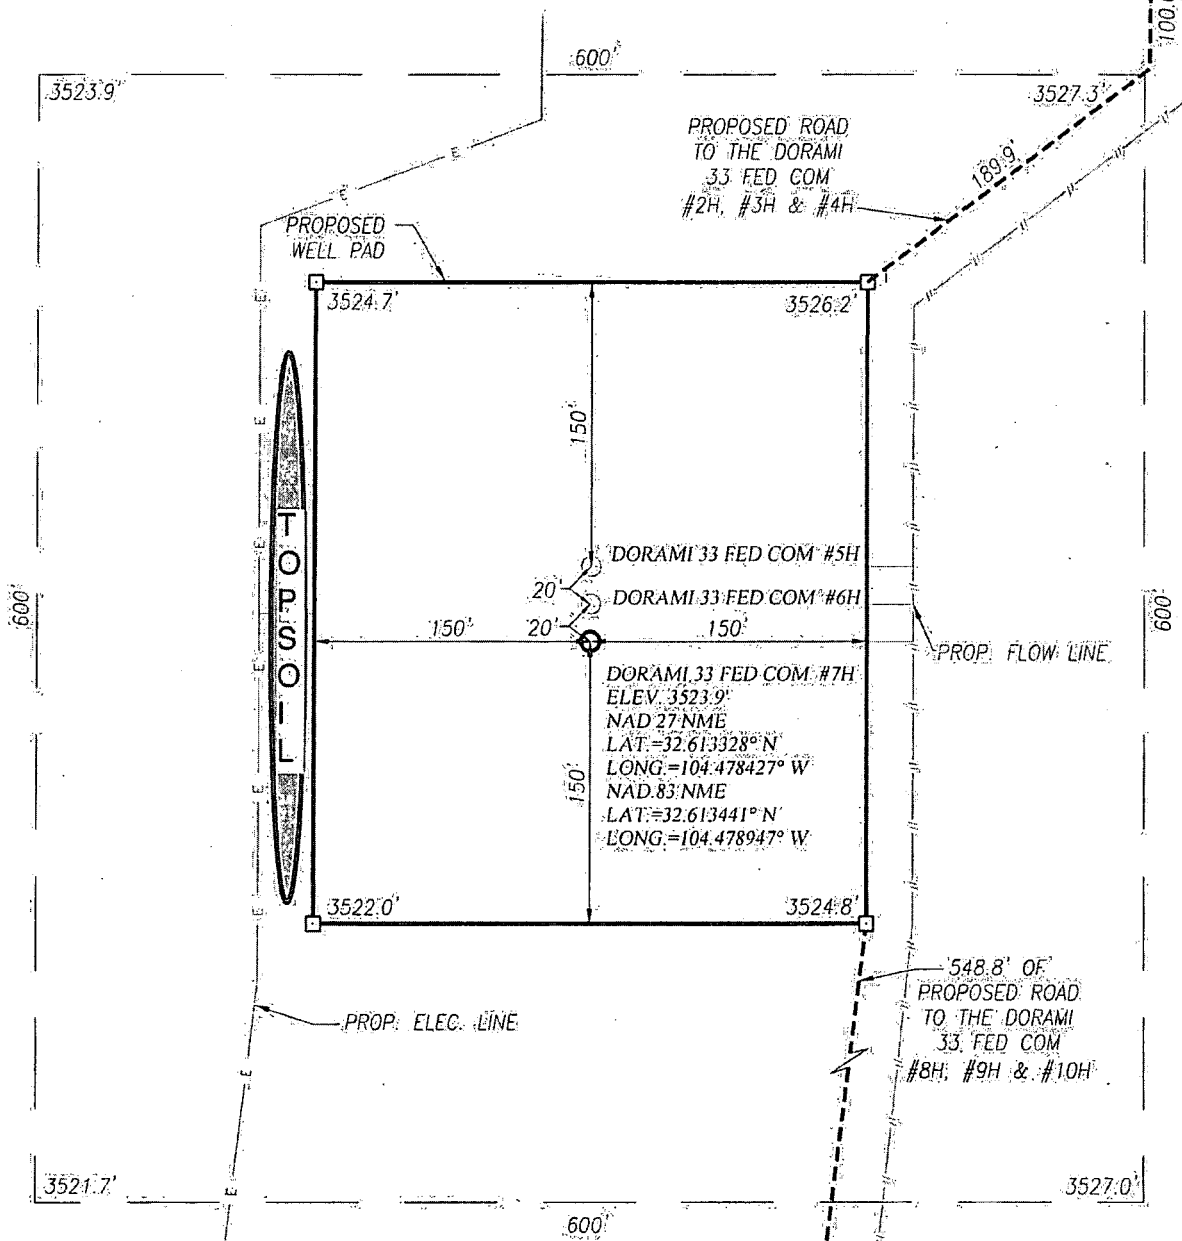 600'
100.0
3523.9'
3527.3'
PROPOSED ROAD
TO THE DORAMI
33 FED COM
#2H, #3H & #4H
189.9'
E
E
PROPOSED
WELL PAD
3524.7'
3526.2'
E
E
E
E
E
E
E
E
E
TOPSOIL
150'
DORAMI 33 FED COM #5H
20'
DORAMI 33 FED COM #6H
20'
150'
150'
600'
600'
PROP. FLOW LINE
DORAMI 33 FED COM #7H
ELEV. 3523.9'
NAD 27 NME
LAT.=32.613328° N
LONG.=104.478427° W
NAD 83 NME
LAT.=32.613441° N
LONG.=104.478947° W
150'
3522.0'
3524.8'
548.8' OF
PROPOSED ROAD
TO THE DORAMI
33 FED COM
#8H, #9H & #10H
PROP. ELEC. LINE
3521.7'
3527.0'
600'